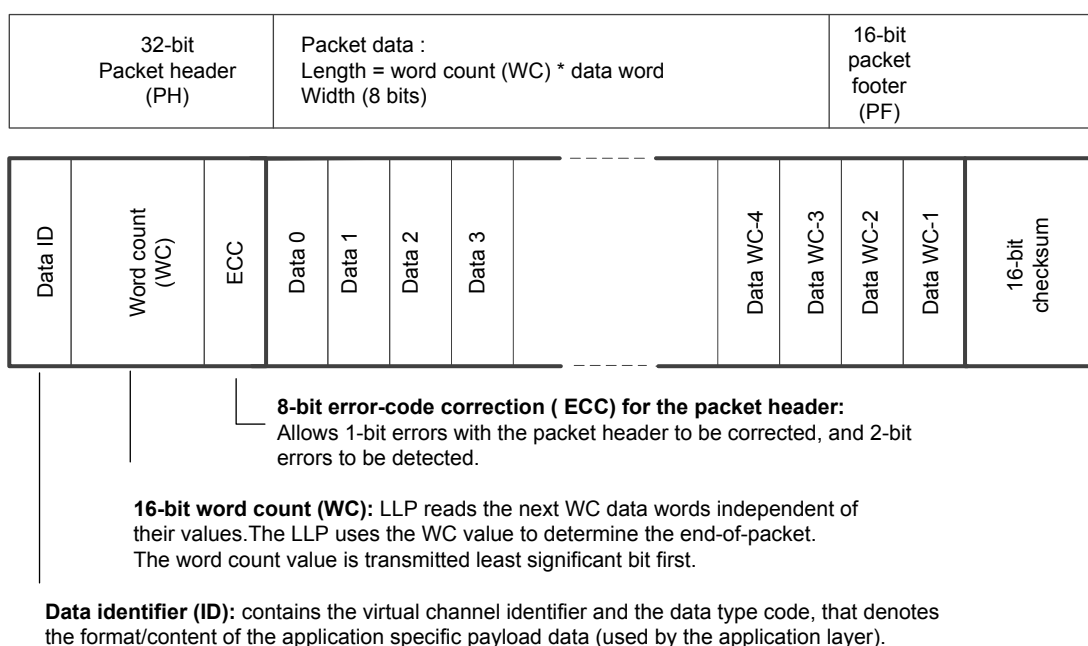 32-bit
Packet header
(PH)
Packet data :
Length = word count (WC) * data word
Width (8 bits)
16-bit
packet
footer
(PF)
Data ID
Word count
(WC)
ECC
Data 0
Data 1
Data 2
Data 3
Data WC-4
Data WC-3
Data WC-2
Data WC-1
16-bit
checksum
8-bit error-code correction ( ECC) for the packet header:
Allows 1-bit errors with the packet header to be corrected, and 2-bit
errors to be detected.
16-bit word count (WC): LLP reads the next WC data words independent of
their values.The LLP uses the WC value to determine the end-of-packet.
The word count value is transmitted least significant bit first.
Data identifier (ID): contains the virtual channel identifier and the data type code, that denotes
the format/content of the application specific payload data (used by the application layer).